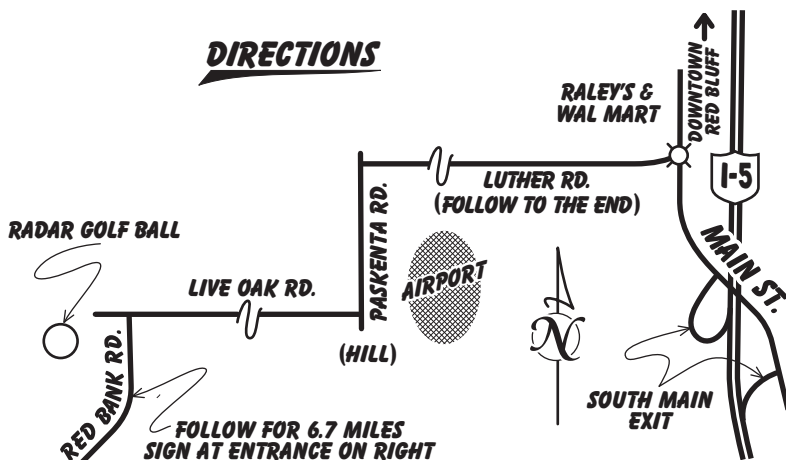 DIRECTIONS
DOWNTOWN
RED BLUFF
RALEY'S &
WAL MART
I-5
LUTHER RD.
(FOLLOW TO THE END)
PASKENTA RD.
RADAR GOLF BALL
MAIN ST.
AIRPORT
LIVE OAK RD.
N
(HILL)
RED BANK RD.
SOUTH MAIN
EXIT
FOLLOW FOR 6.7 MILES
SIGN AT ENTRANCE ON RIGHT